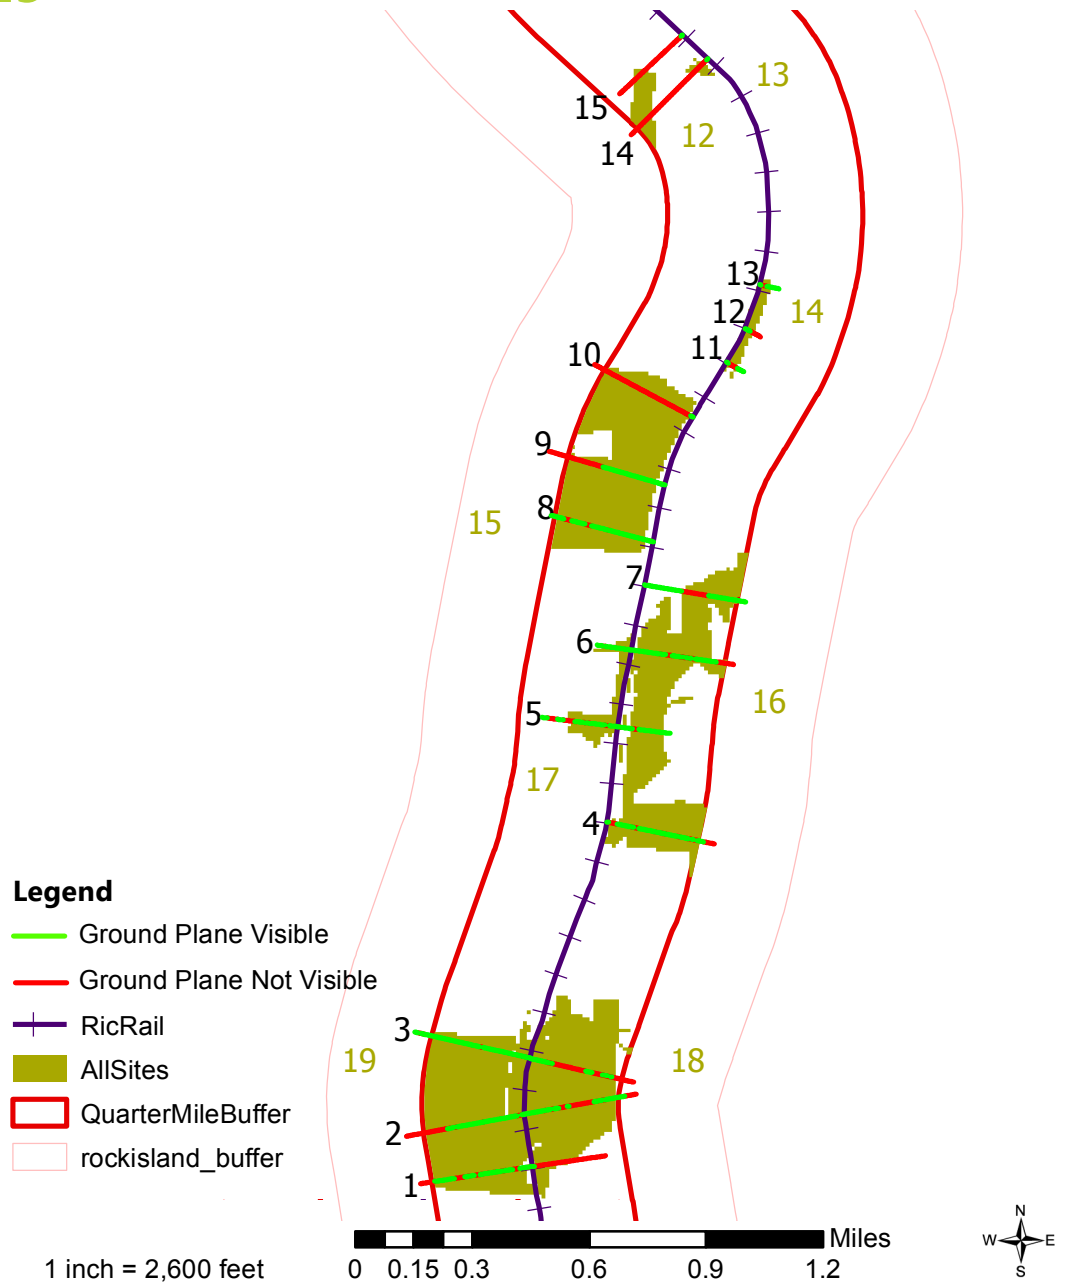 13
15
12
14
13
12
14
11
10
9
8
15
7
6
16
5
17
4
3
19
18
2
1
Legend
Ground Plane Visible
Ground Plane Not Visible
RicRail
AllSites
QuarterMileBuffer
rockisland_buffer
N
W E
S
Miles
1 inch = 2,600 feet
0 0.15 0.3 0.6 0.9 1.2